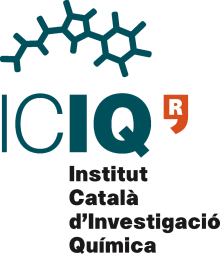 ICIQ
R
Institut
Català
d'Investigació
Química